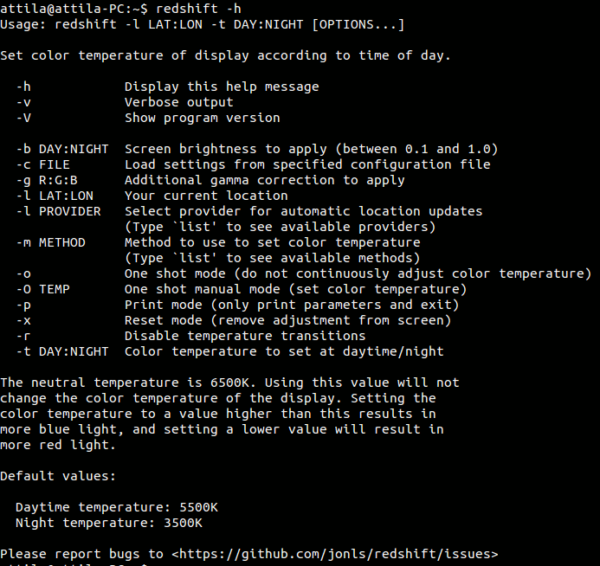 attila@attila-PC:~$ redshift -h
Usage: redshift -l LAT:LON -t DAY:NIGHT [OPTIONS...]
Set color temperature of display according to time of day.
-h Display this help message
-v Verbose output
-V Show program version
-b DAY:NIGHT Screen brightness to apply (between 0.1 and 1.0)
-c FILE Load settings from specified configuration file
-g R:G:B Additional gamma correction to apply
-l LAT:LON Your current location
-l PROVIDER Select provider for automatic location updates
(Type `list' to see available providers)
-m METHOD Method to use to set color temperature
(Type `list' to see available methods)
-o One shot mode (do not continuously adjust color temperature)
-O TEMP One shot manual mode (set color temperature)
-p Print mode (only print parameters and exit)
-x Reset mode (remove adjustment from screen)
-r Disable temperature transitions
-t DAY:NIGHT Color temperature to set at daytime/night
The neutral temperature is 6500K. Using this value will not
change the color temperature of the display. Setting the
color temperature to a value higher than this results in
more blue light, and setting a lower value will result in
more red light.
Default values:
Daytime temperature: 5500K
Night temperature: 3500K
Please report bugs to <https://github.com/jonls/redshift/issues>